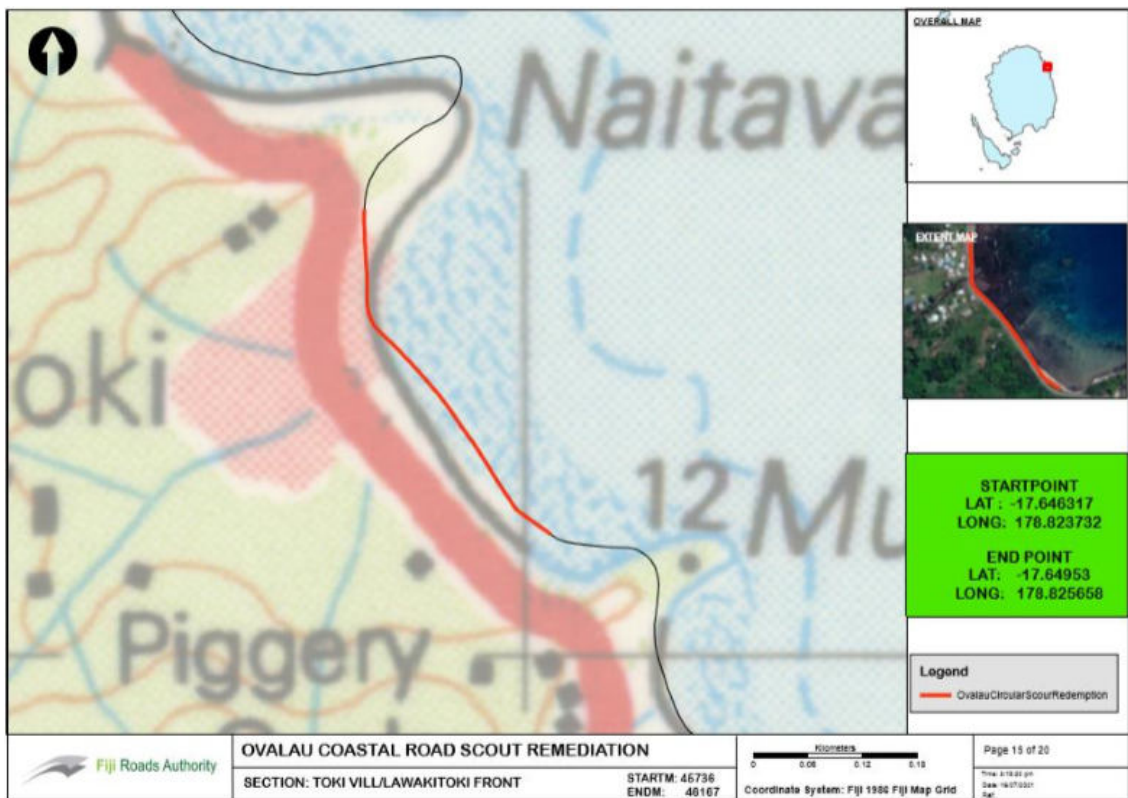 OVERALL MAP
Naitava
EXTENT MAP
oki
12 Mu
Piggery
STARTPOINT
LAT : -17.646317
LONG: 178.823732
END POINT
LAT: -17.64953
LONG: 178.825658
Legend
OvalauCircularScourRedemption
Fiji Roads Authority
OVALAU COASTAL ROAD SCOUT REMEDIATION
SECTION: TOKI VILL/LAWAKITOKI FRONT
STARTM: 45736
ENDM: 46167
Kilometers
0 0.06 0.12 0.18
Coordinate System: Fiji 1986 Fiji Map Grid
Page 15 of 20
Time:
Date:
Ref: